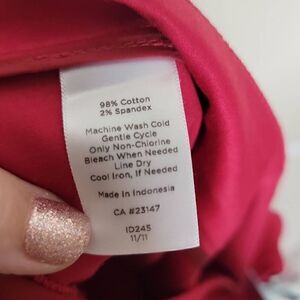 98% Cotton
2% Spandex
Machine Wash Cold
Gentle Cycle
Only Non-Chlorine
Bleach When Needed
Line Dry
Cool Iron, If Needed
Made In Indonesia
CA #23147
ID245
11/11